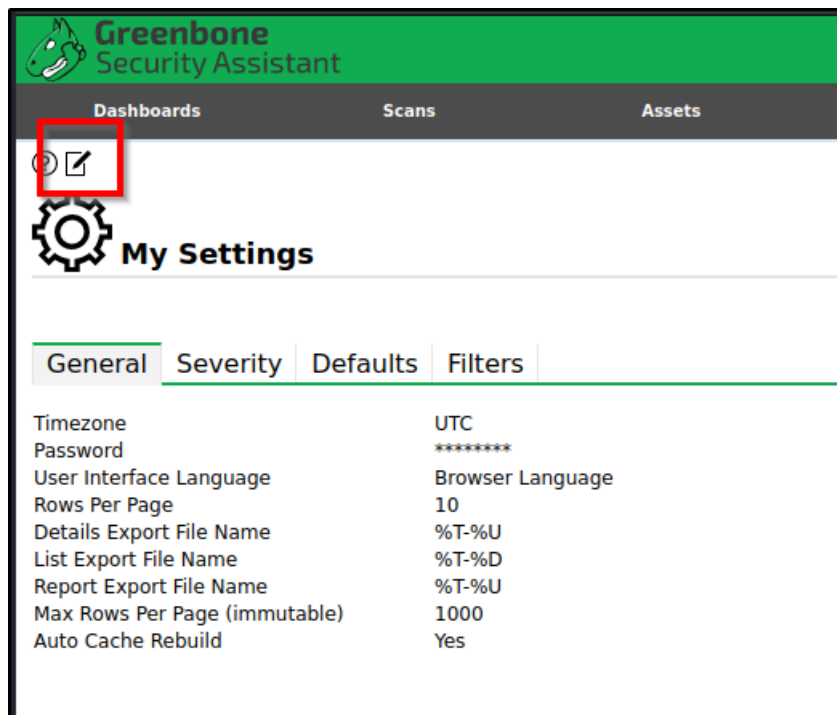 Greenbone
Security Assistant
Dashboards Scans Assets
?
My Settings
General Severity Defaults Filters
Timezone UTC
Password ********
User Interface Language Browser Language
Rows Per Page 10
Details Export File Name %T-%U
List Export File Name %T-%D
Report Export File Name %T-%U
Max Rows Per Page (immutable) 1000
Auto Cache Rebuild Yes